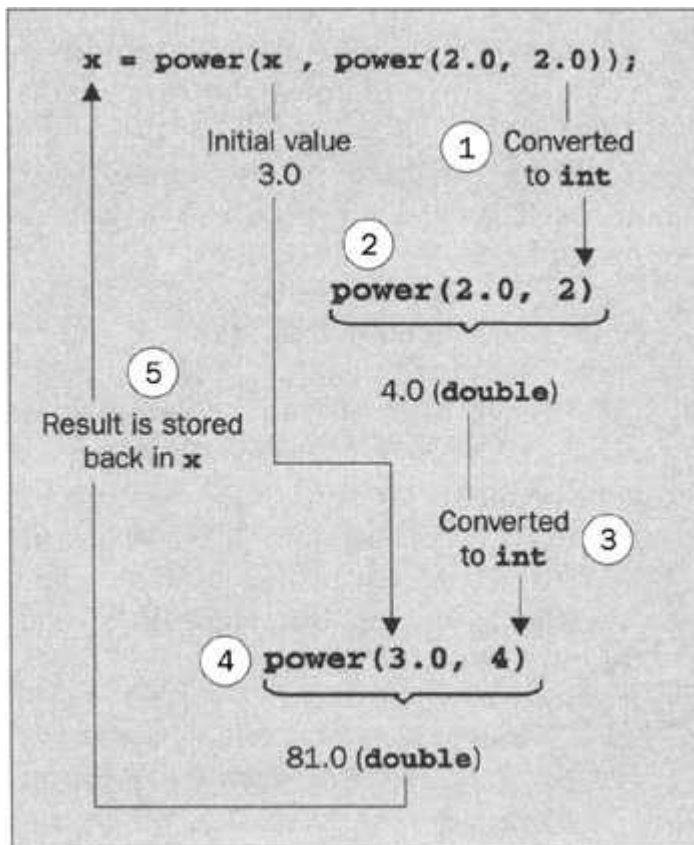 x = power(x , power(2.0, 2.0));
Initial value
3.0
1
Converted
to int
2
power(2.0, 2)
4.0 (double)
5
Result is stored
back in x
Converted
to int
3
4
power(3.0, 4)
81.0 (double)